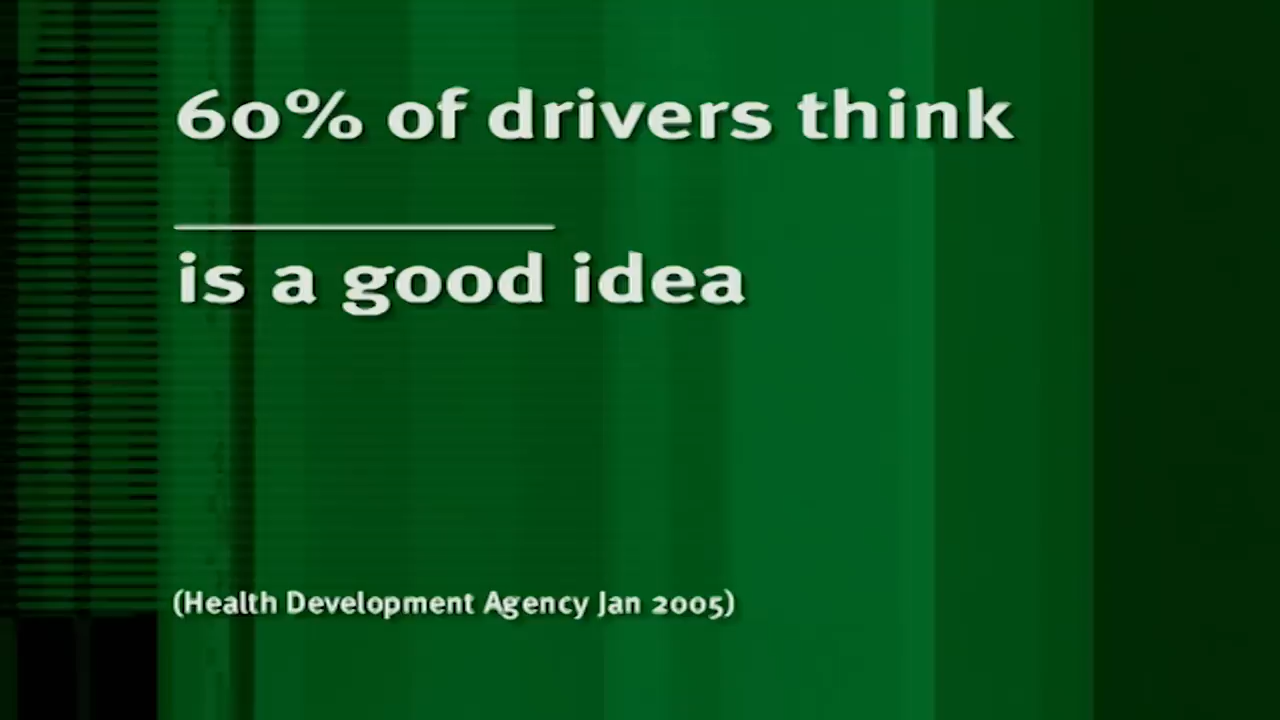 60% of drivers think
is a good idea
(Health Development Agency Jan 2005)